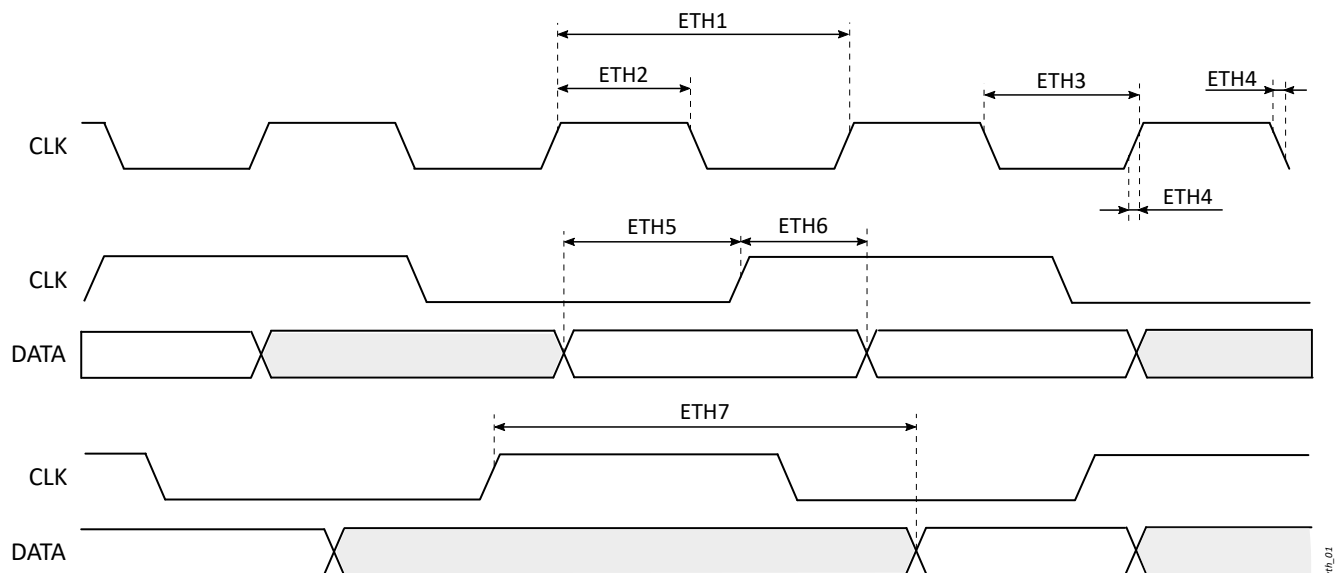 ETH1
ETH2
ETH3
ETH4
CLK
ETH4
ETH5
ETH6
CLK
DATA
ETH7
CLK
DATA